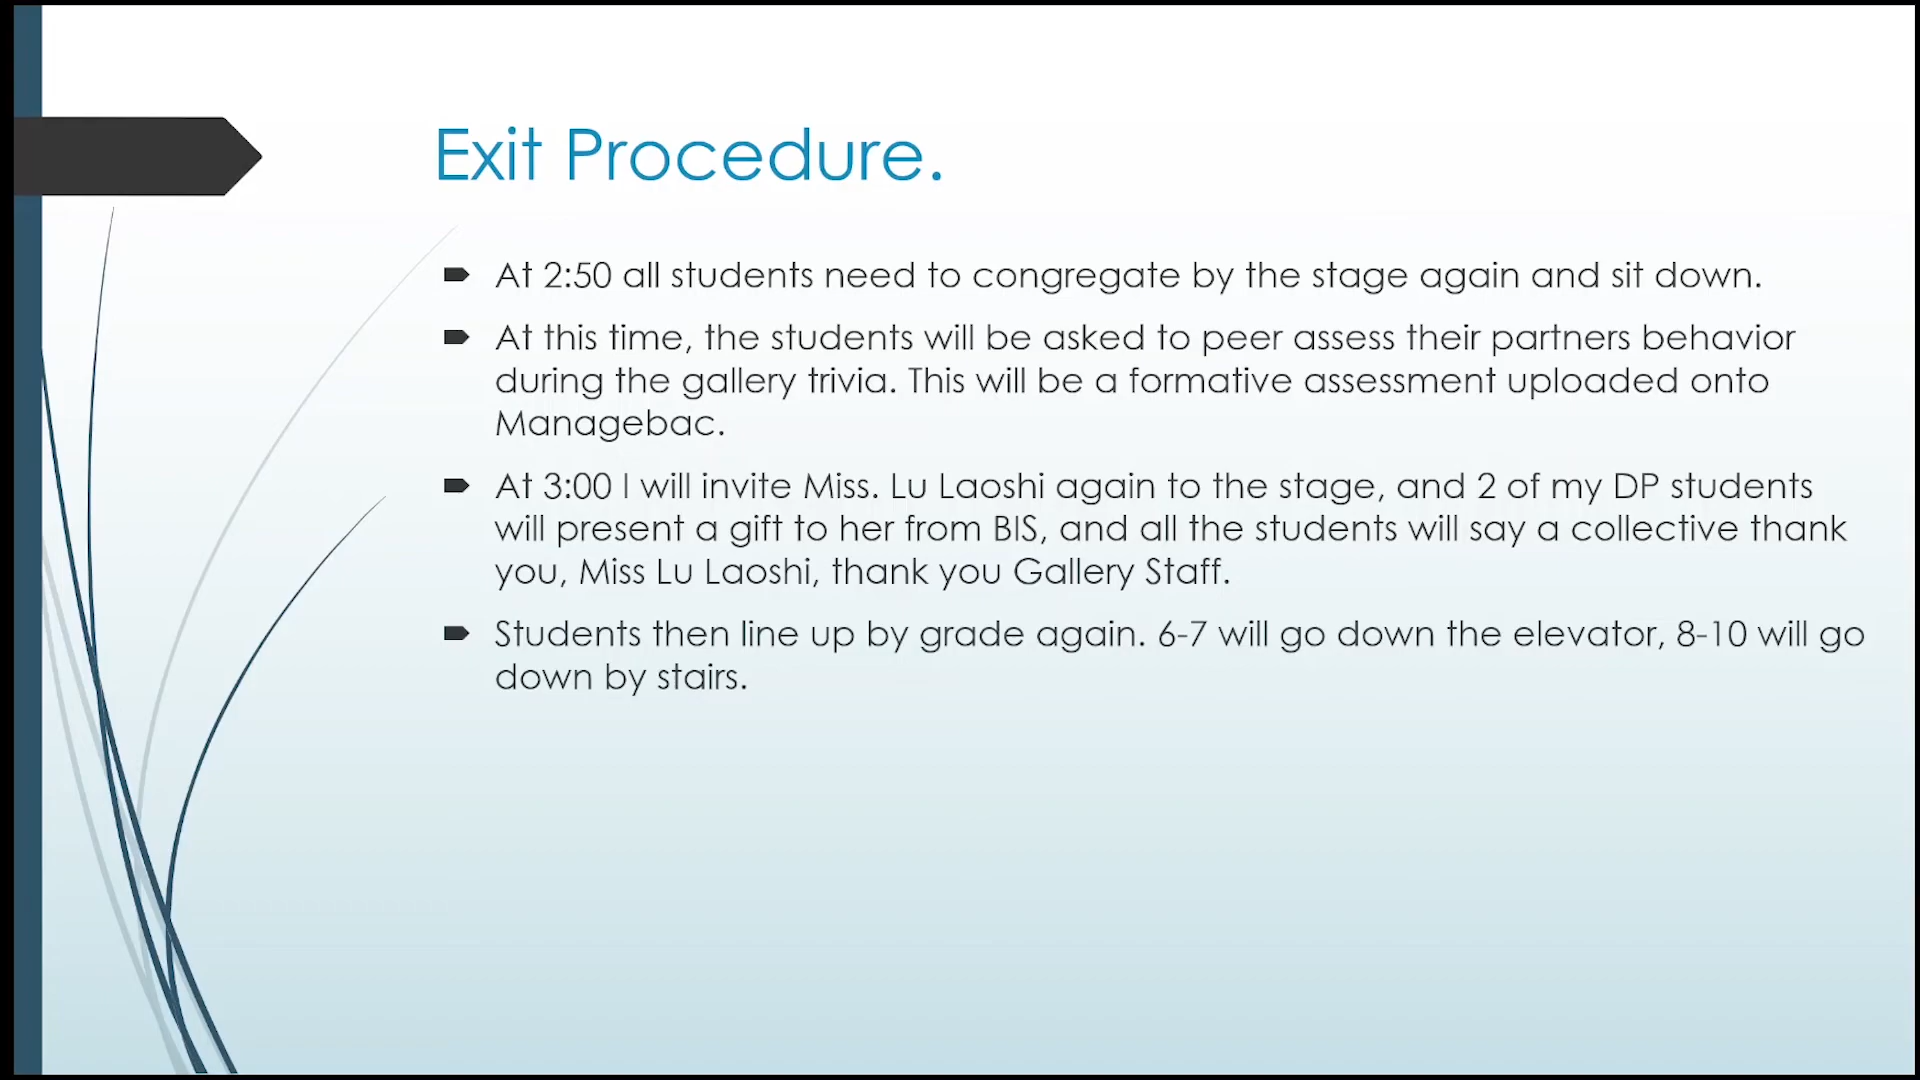 Exit Procedure.
At 2:50 all students need to congregate by the stage again and sit down.
At this time, the students will be asked to peer assess their partners behavior
during the gallery trivia. This will be a formative assessment uploaded onto
Managebac.
At 3:00 I will invite Miss. Lu Laoshi again to the stage, and 2 of my DP students
will present a gift to her from BIS, and all the students will say a collective thank
you, Miss Lu Laoshi, thank you Gallery Staff.
Students then line up by grade again. 6-7 will go down the elevator, 8-10 will go
down by stairs.